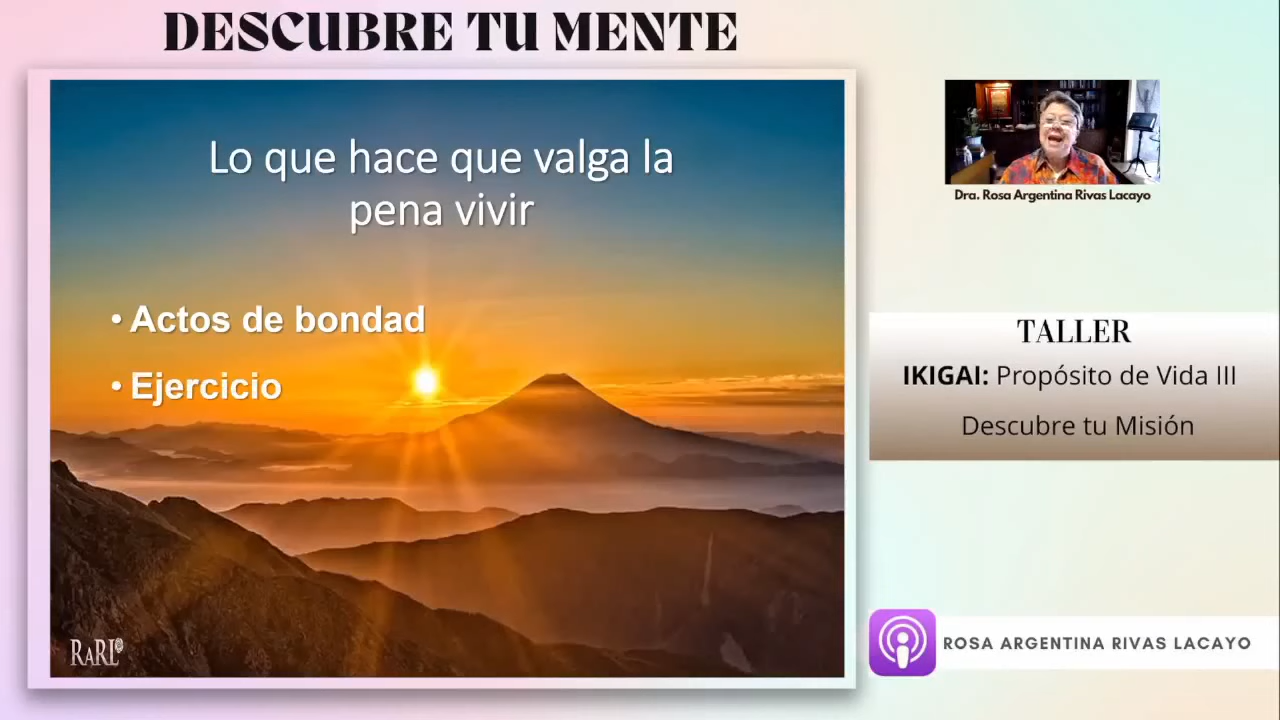 DESCUBRE TU MENTE
Lo que hace que valga la
pena vivir
• Actos de bondad
• Ejercicio
RARL
Dra. Rosa Argentina Rivas Lacayo
TALLER
IKIGAI: Propósito de Vida III
Descubre tu Misión
ROSA ARGENTINA RIVAS LACAYO